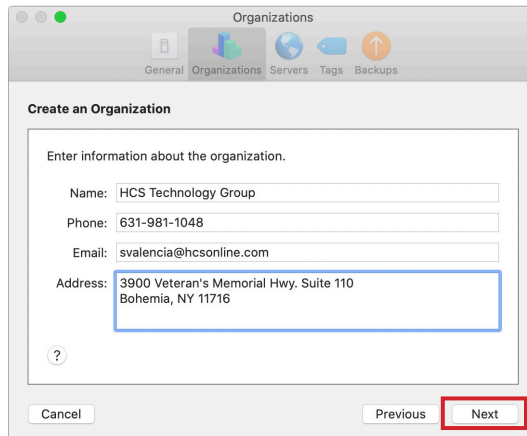 Organizations
General Organizations Servers Tags Backups
Create an Organization
Enter information about the organization.
Name: HCS Technology Group
Phone: 631-981-1048
Email: svalencia@hcsonline.com
Address: 3900 Veteran's Memorial Hwy. Suite 110
Bohemia, NY 11716
?
Cancel Previous Next